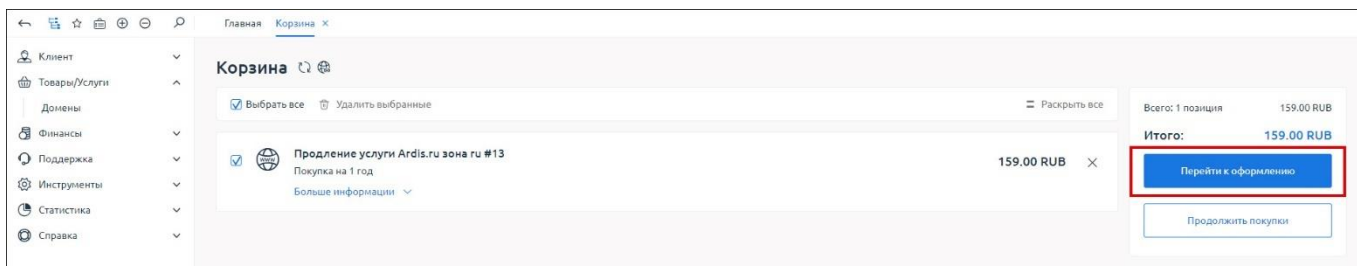 Главная Корзина ×
Клиент
Товары/Услуги
Домены
Финансы
Поддержка
Инструменты
Статистика
Справка
Корзина
Выбрать все Удалить выбранные Раскрыть все
www
Продление услуги Ardis.ru зона ru #13
Покупка на 1 год
Больше информации
159.00 RUB ×
Всего: 1 позиция 159.00 RUB
Итого: 159.00 RUB
Перейти к оформлению
Продолжить покупки